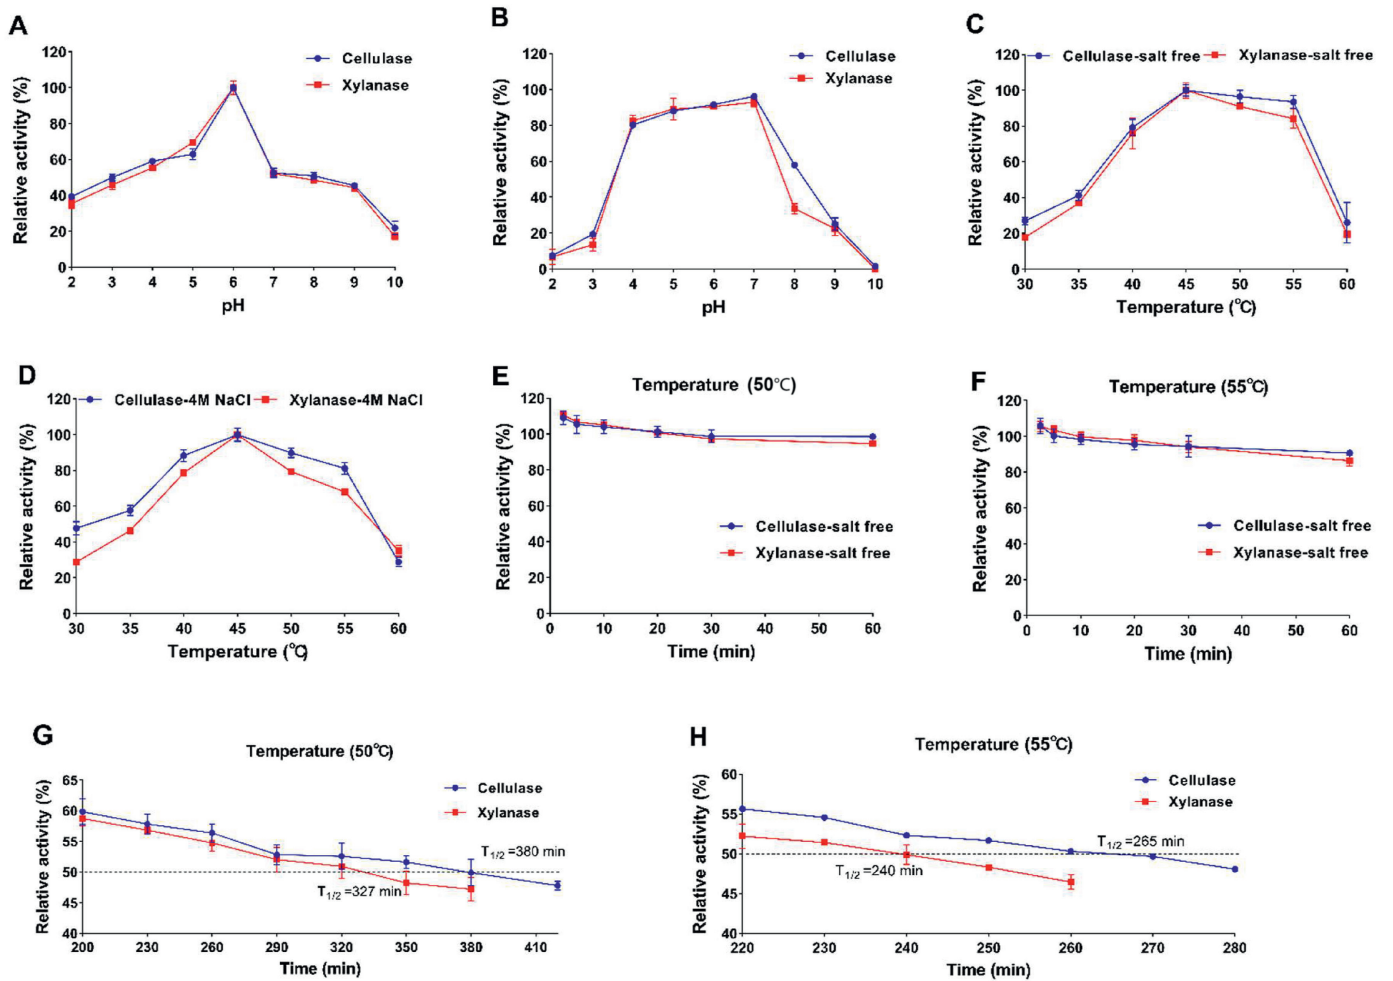 A
Relative activity (%)
120
100
80
60
40
20
0
2 3 4 5 6 7 8 9 10
pH
Cellulase
Xylanase
B
Relative activity (%)
120
100
80
60
40
20
0
2 3 4 5 6 7 8 9 10
pH
Cellulase
Xylanase
C
Relative activity (%)
120
100
80
60
40
20
0
30 35 40 45 50 55 60
Temperature (°C)
Cellulase-salt free Xylanase-salt free
D
Relative activity (%)
120
100
80
60
40
20
0
30 35 40 45 50 55 60
Temperature (°C)
Cellulase-4M NaCl Xylanase-4M NaCl
E
Temperature (50°C)
Relative activity (%)
120
100
80
60
40
20
0
0 10 20 30 40 50 60
Time (min)
Cellulase-salt free
Xylanase-salt free
F
Temperature (55°C)
Relative activity (%)
120
100
80
60
40
20
0
0 10 20 30 40 50 60
Time (min)
Cellulase-salt free
Xylanase-salt free
G
Temperature (50°C)
Relative activity (%)
65
60
55
50
45
40
200 230 260 290 320 350 380 410
Time (min)
Cellulase
Xylanase
T1/2 =380 min
T1/2 =327 min
H
Temperature (55°C)
Relative activity (%)
60
55
50
45
40
220 230 240 250 260 270 280
Time (min)
Cellulase
Xylanase
T1/2 =265 min
T1/2 =240 min